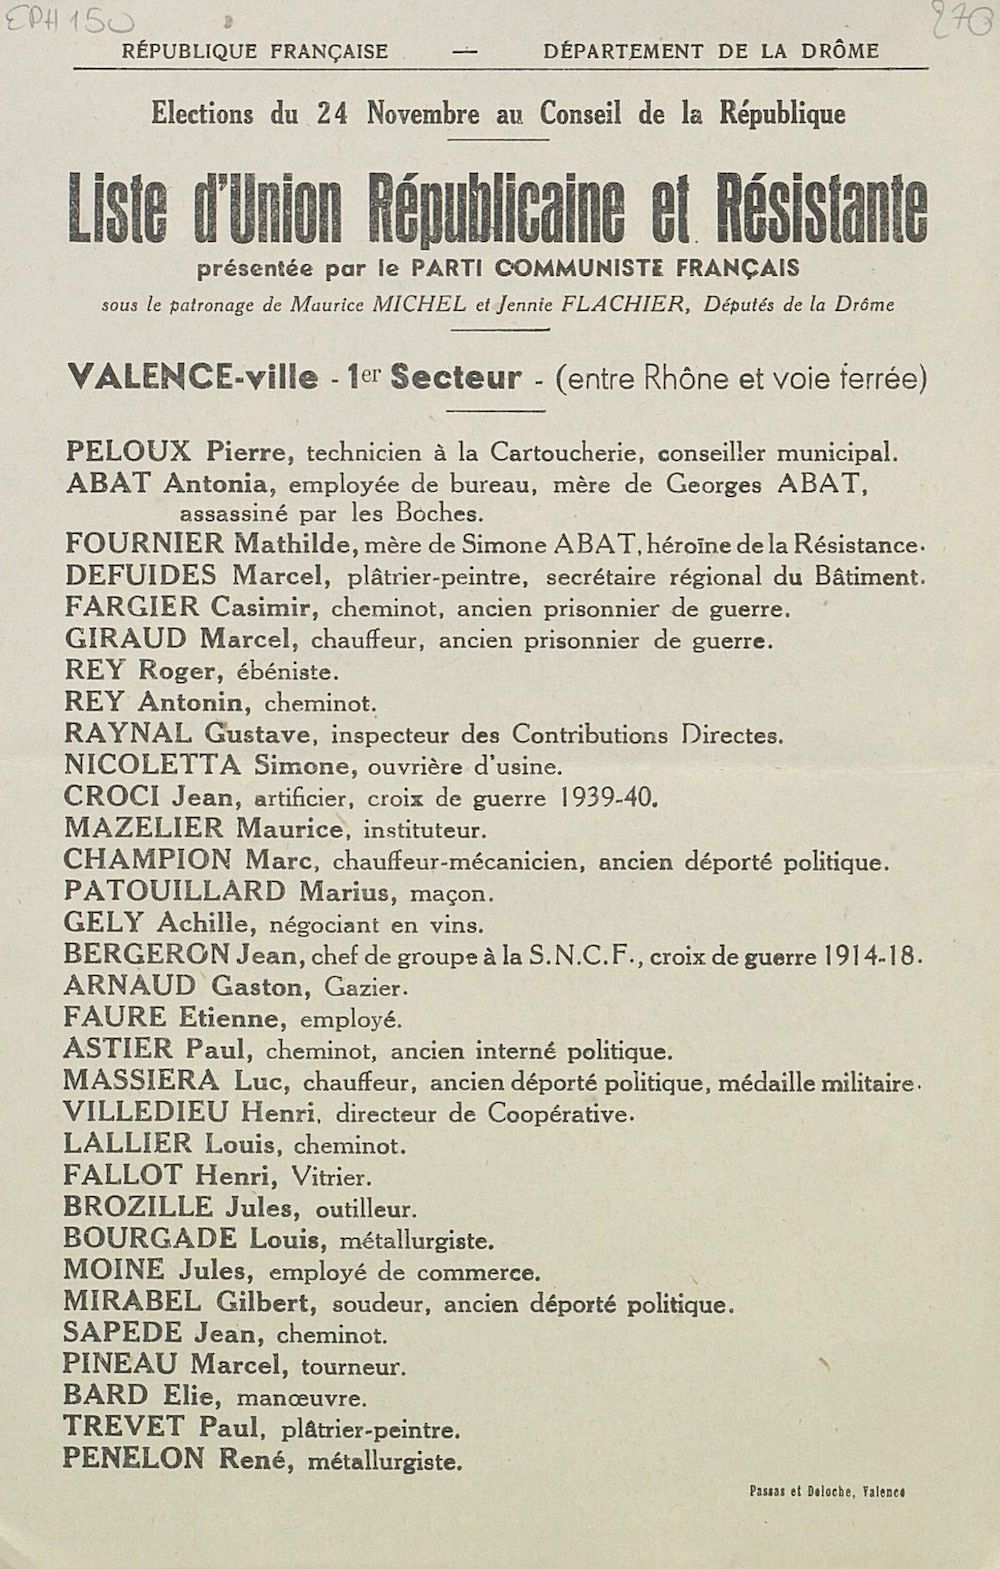 EPH 150
270
RÉPUBLIQUE FRANÇAISE — DÉPARTEMENT DE LA DRÔME
Elections du 24 Novembre au Conseil de la République
Liste d'Union Républicaine et Résistante
présentée par le PARTI COMMUNISTE FRANÇAIS
sous le patronage de Maurice MICHEL et Jennie FLACHIER, Députés de la Drôme
VALENCE-ville - 1er Secteur - (entre Rhône et voie ferrée)
PELOUX Pierre, technicien à la Cartoucherie, conseiller municipal.
ABAT Antonia, employée de bureau, mère de Georges ABAT,
assassiné par les Boches.
FOURNIER Mathilde, mère de Simone ABAT, héroïne de la Résistance.
DEFUIDES Marcel, plâtrier-peintre, secrétaire régional du Bâtiment.
FARGIER Casimir, cheminot, ancien prisonnier de guerre.
GIRAUD Marcel, chauffeur, ancien prisonnier de guerre.
REY Roger, ébéniste.
REY Antonin, cheminot.
RAYNAL Gustave, inspecteur des Contributions Directes.
NICOLETTA Simone, ouvrière d'usine.
CROCI Jean, artificier, croix de guerre 1939-40.
MAZELIER Maurice, instituteur.
CHAMPION Marc, chauffeur-mécanicien, ancien déporté politique.
PATOUILLARD Marius, maçon.
GELY Achille, négociant en vins.
BERGERON Jean, chef de groupe à la S.N.C.F., croix de guerre 1914-18.
ARNAUD Gaston, Gazier.
FAURE Etienne, employé.
ASTIER Paul, cheminot, ancien interné politique.
MASSIERA Luc, chauffeur, ancien déporté politique, médaille militaire.
VILLEDIEU Henri, directeur de Coopérative.
LALLIER Louis, cheminot.
FALLOT Henri, Vitrier.
BROZILLE Jules, outilleur.
BOURGADE Louis, métallurgiste.
MOINE Jules, employé de commerce.
MIRABEL Gilbert, soudeur, ancien déporté politique.
SAPEDE Jean, cheminot.
PINEAU Marcel, tourneur.
BARD Elie, manœuvre.
TREVET Paul, plâtrier-peintre.
PENELON René, métallurgiste.
Passas et Deloche, Valence